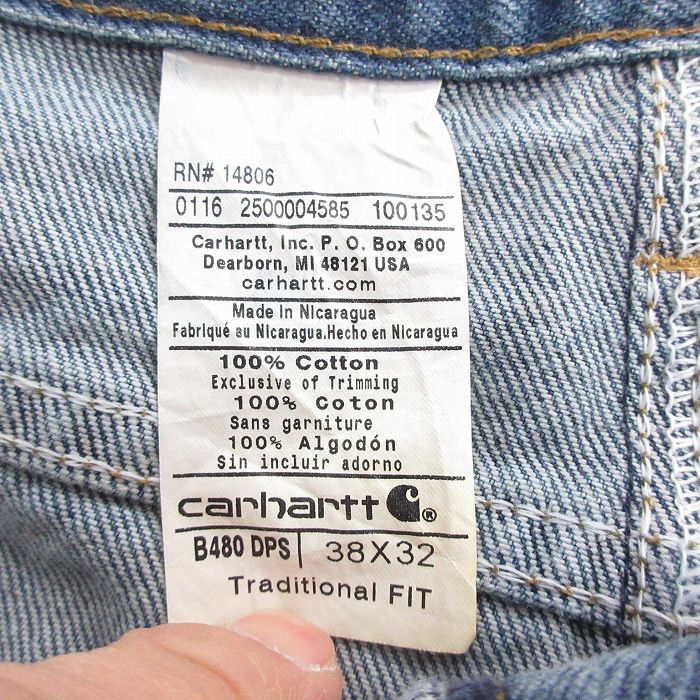 RN# 14806
0116 2500004585 100135
Carhartt, Inc. P. O. Box 600
Dearborn, MI 48121 USA
carhartt.com
Made In Nicaragua
Fabriqué au Nicaragua.Hecho en Nicaragua
100% Cotton
Exclusive of Trimming
100% Coton
Sans garniture
100% Algodón
Sin incluir adorno
carhartt ®
B480 DPS | 38X32
Traditional FIT